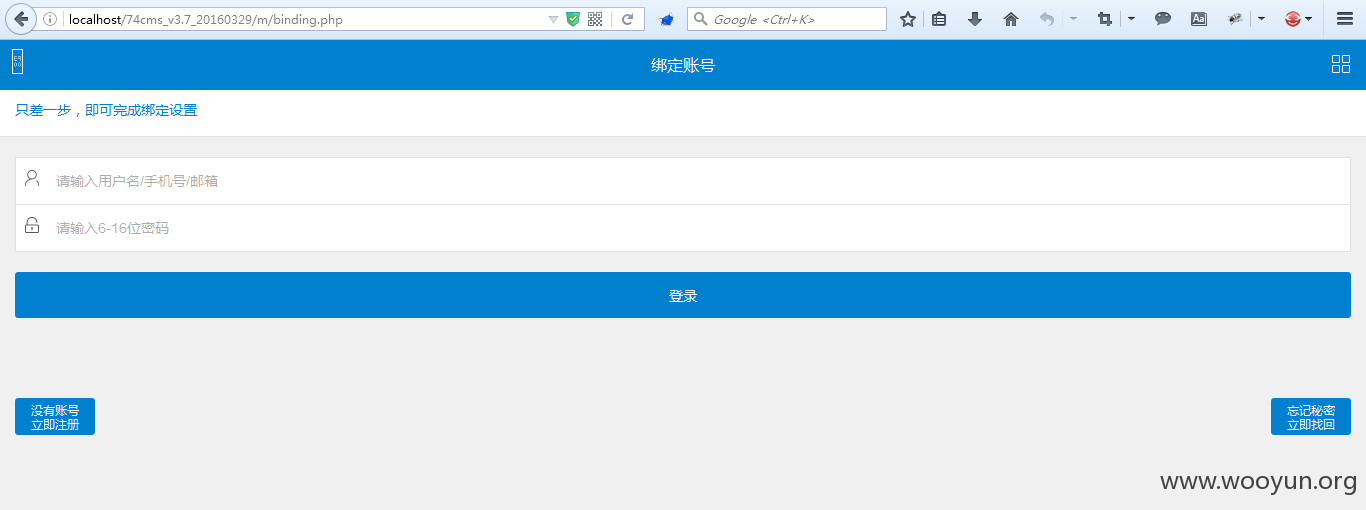 localhost/74cms_v3.7_20160329/m/binding.php
Google <Ctrl+K>
Aa
绑定账号
只差一步，即可完成绑定设置
请输入用户名/手机号/邮箱
请输入6-16位密码
登录
没有账号
立即注册
忘记秘密
立即找回
www.wooyun.org